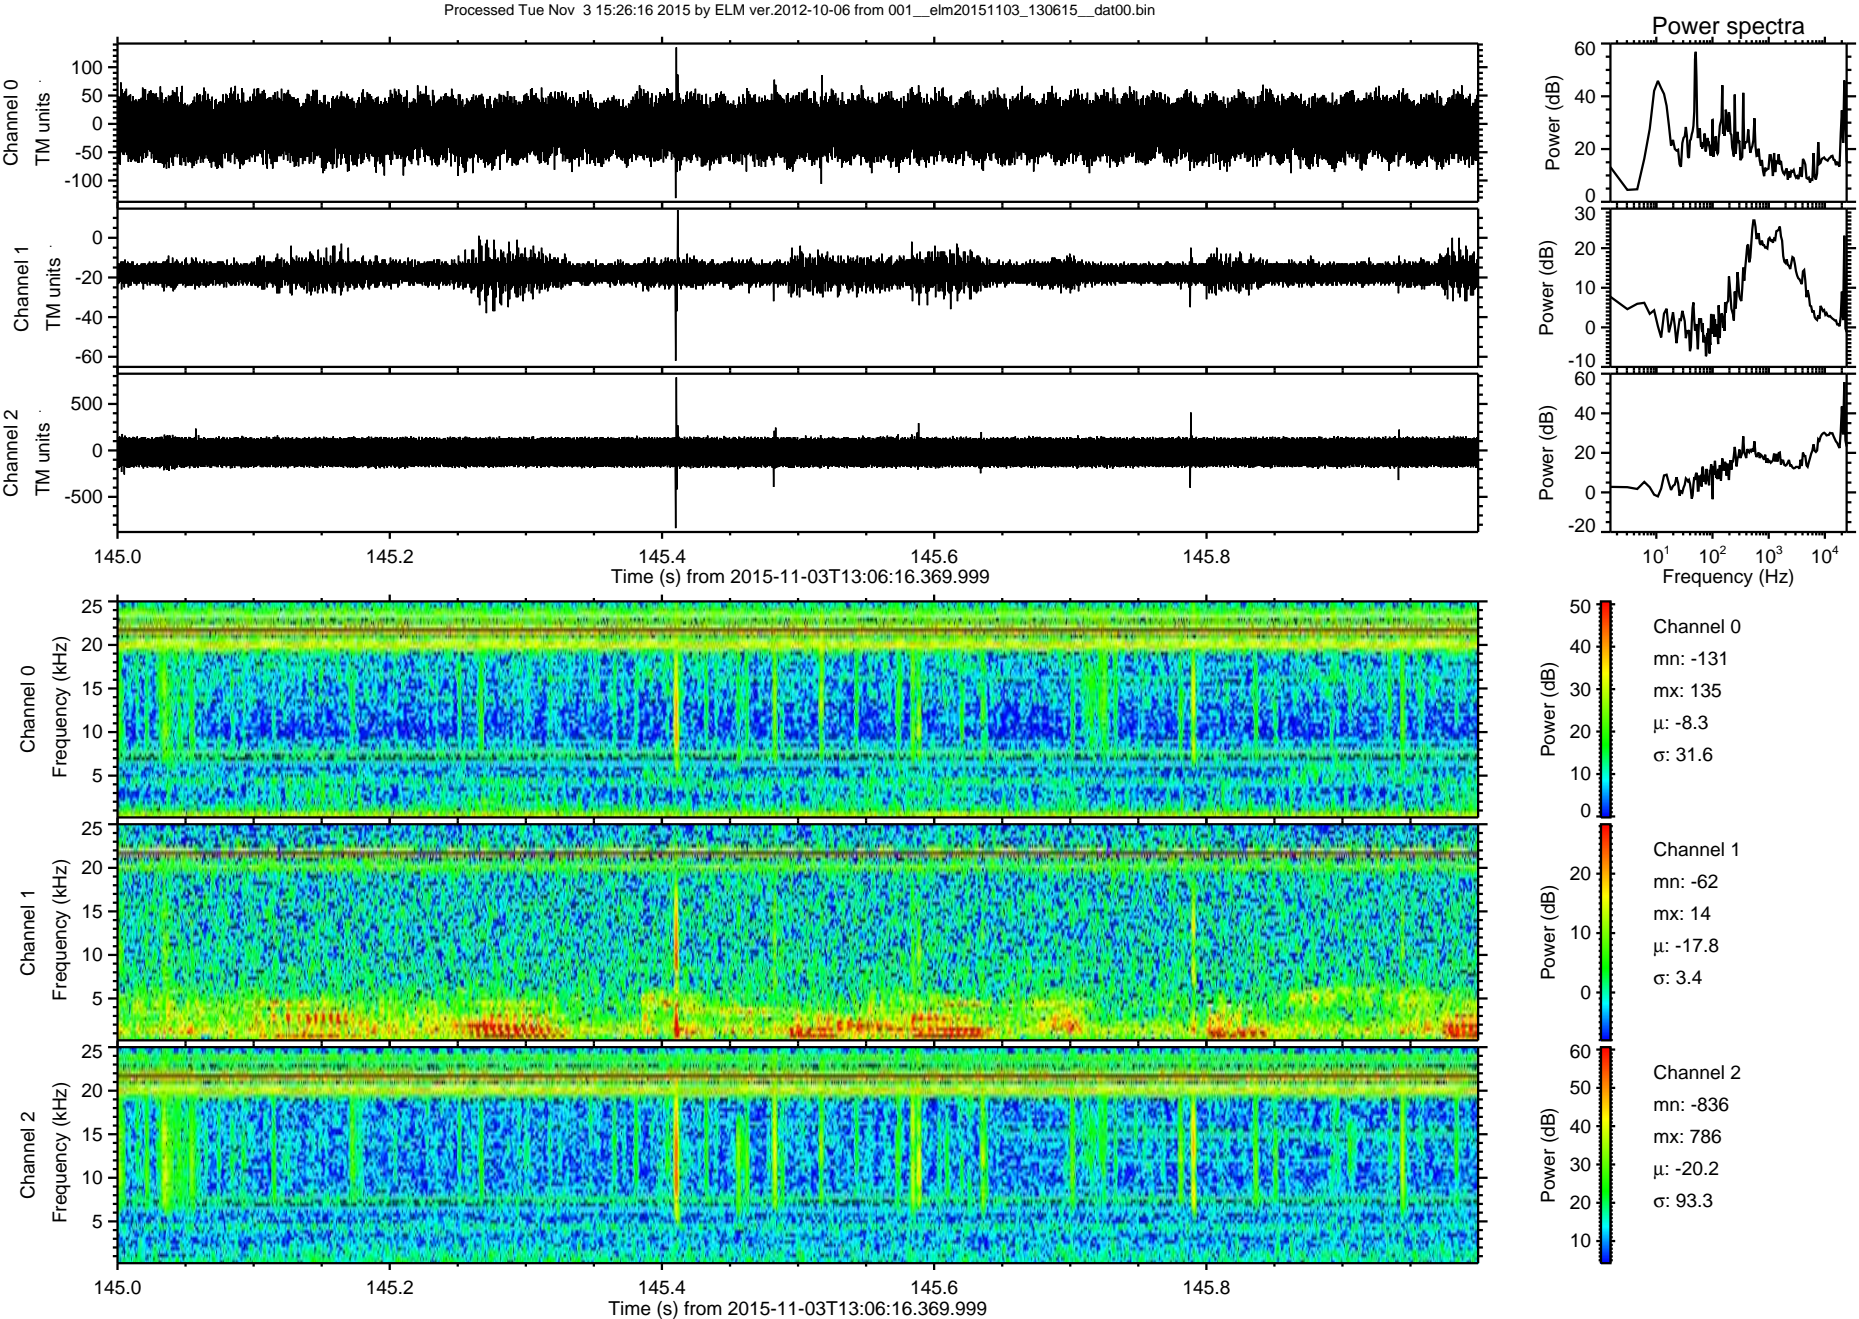 Processed Tue Nov  3 15:26:16 2015 by ELM ver.2012-10-06 from 001__elm20151103_130615__dat00.bin
Power spectra
Channel 0
TM units
100
50
0
-50
-100
Power (dB)
60
40
20
0
Channel 1
TM units
0
-20
-40
-60
Power (dB)
30
20
10
0
-10
Channel 2
TM units
500
0
-500
Power (dB)
60
40
20
0
-20
145.0 145.2 145.4 145.6 145.8
Time (s) from 2015-11-03T13:06:16.369.999
10¹ 10² 10³ 10⁴
Frequency (Hz)
Channel 0
Frequency (kHz)
25
20
15
10
5
Power (dB)
50
40
30
20
10
0
Channel 0
mn: -131
mx: 135
μ: -8.3
σ: 31.6
Channel 1
Frequency (kHz)
25
20
15
10
5
Power (dB)
20
10
0
Channel 1
mn: -62
mx: 14
μ: -17.8
σ: 3.4
Channel 2
Frequency (kHz)
25
20
15
10
5
Power (dB)
60
50
40
30
20
10
Channel 2
mn: -836
mx: 786
μ: -20.2
σ: 93.3
145.0 145.2 145.4 145.6 145.8
Time (s) from 2015-11-03T13:06:16.369.999